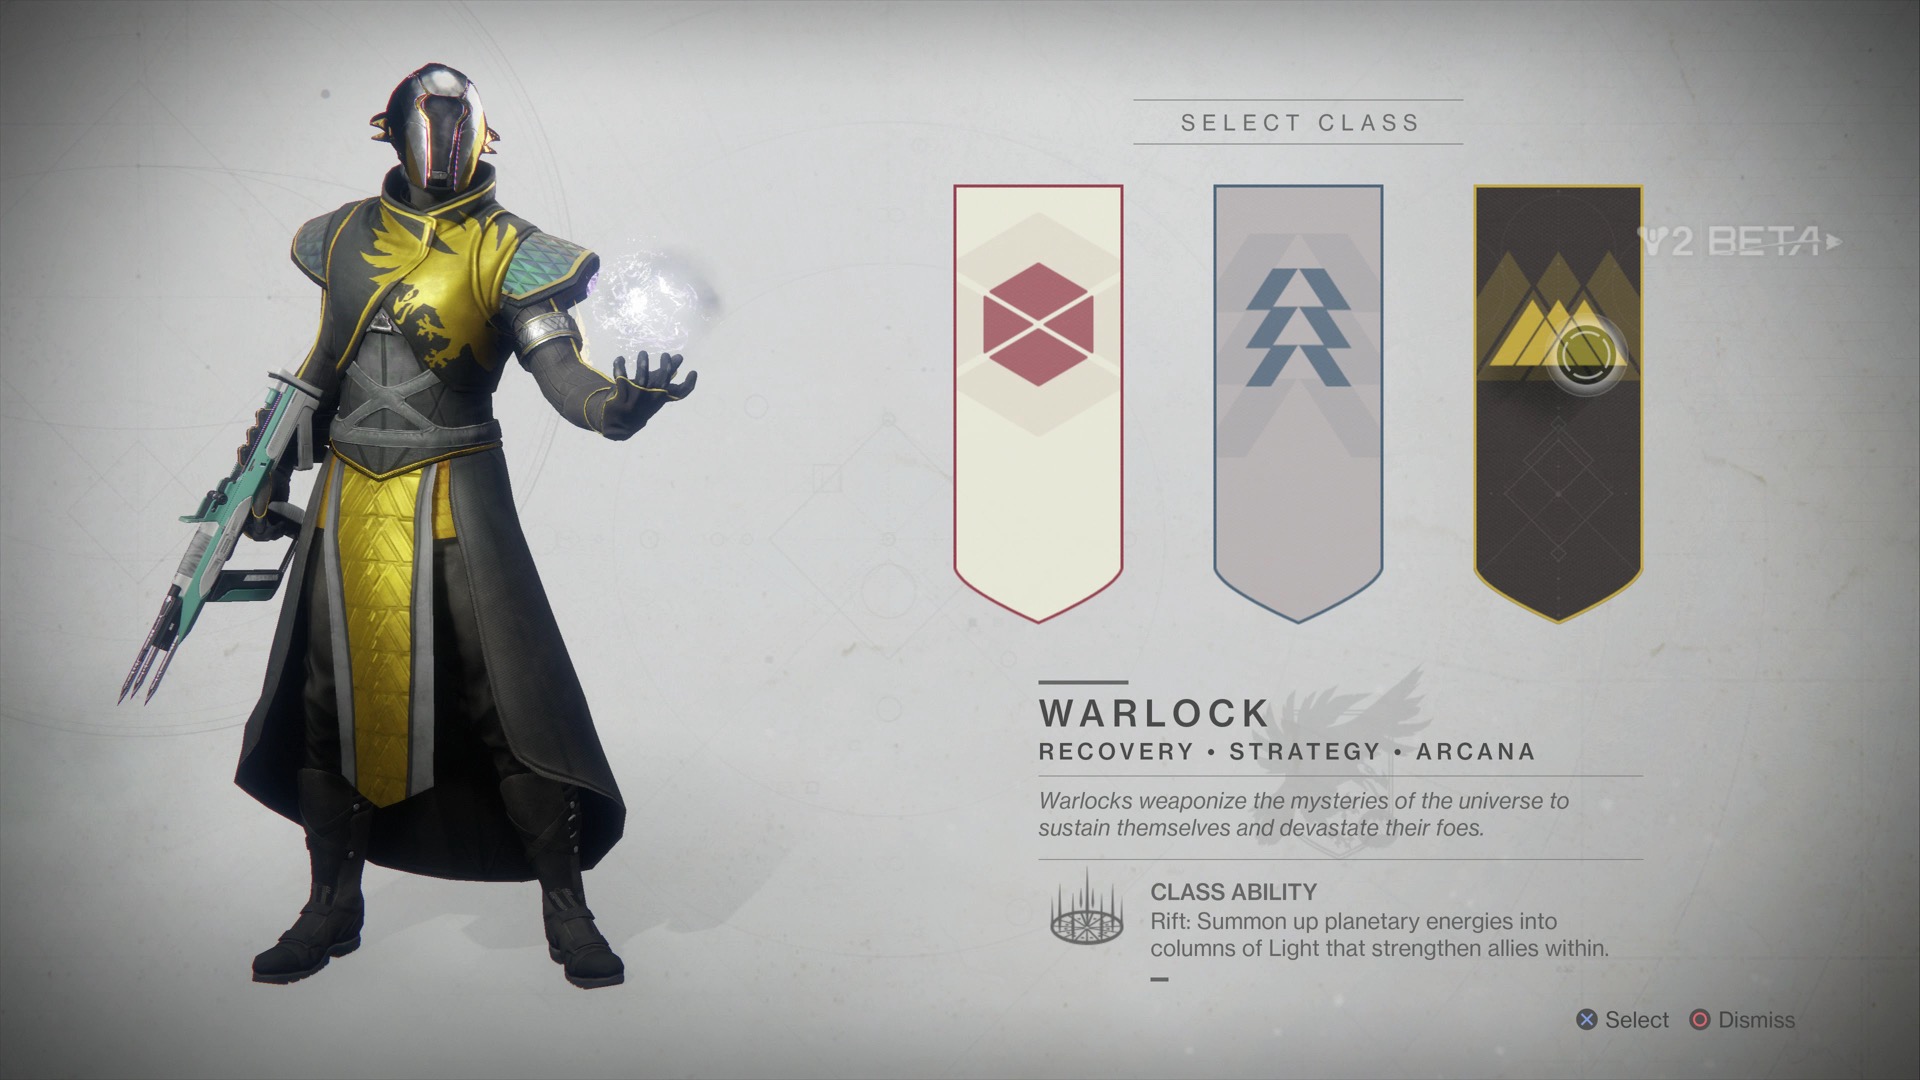 SELECT CLASS
2 BETA
WARLOCK
RECOVERY • STRATEGY • ARCANA
Warlocks weaponize the mysteries of the universe to
sustain themselves and devastate their foes.
CLASS ABILITY
Rift: Summon up planetary energies into
columns of Light that strengthen allies within.
Select Dismiss